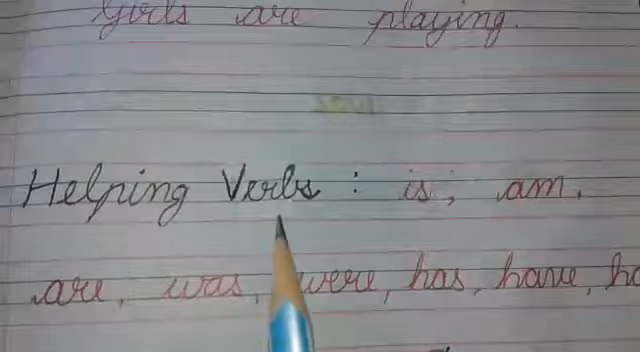 Girls are playing.
Helping Verbs : is, am,
are, was, were, has, have,